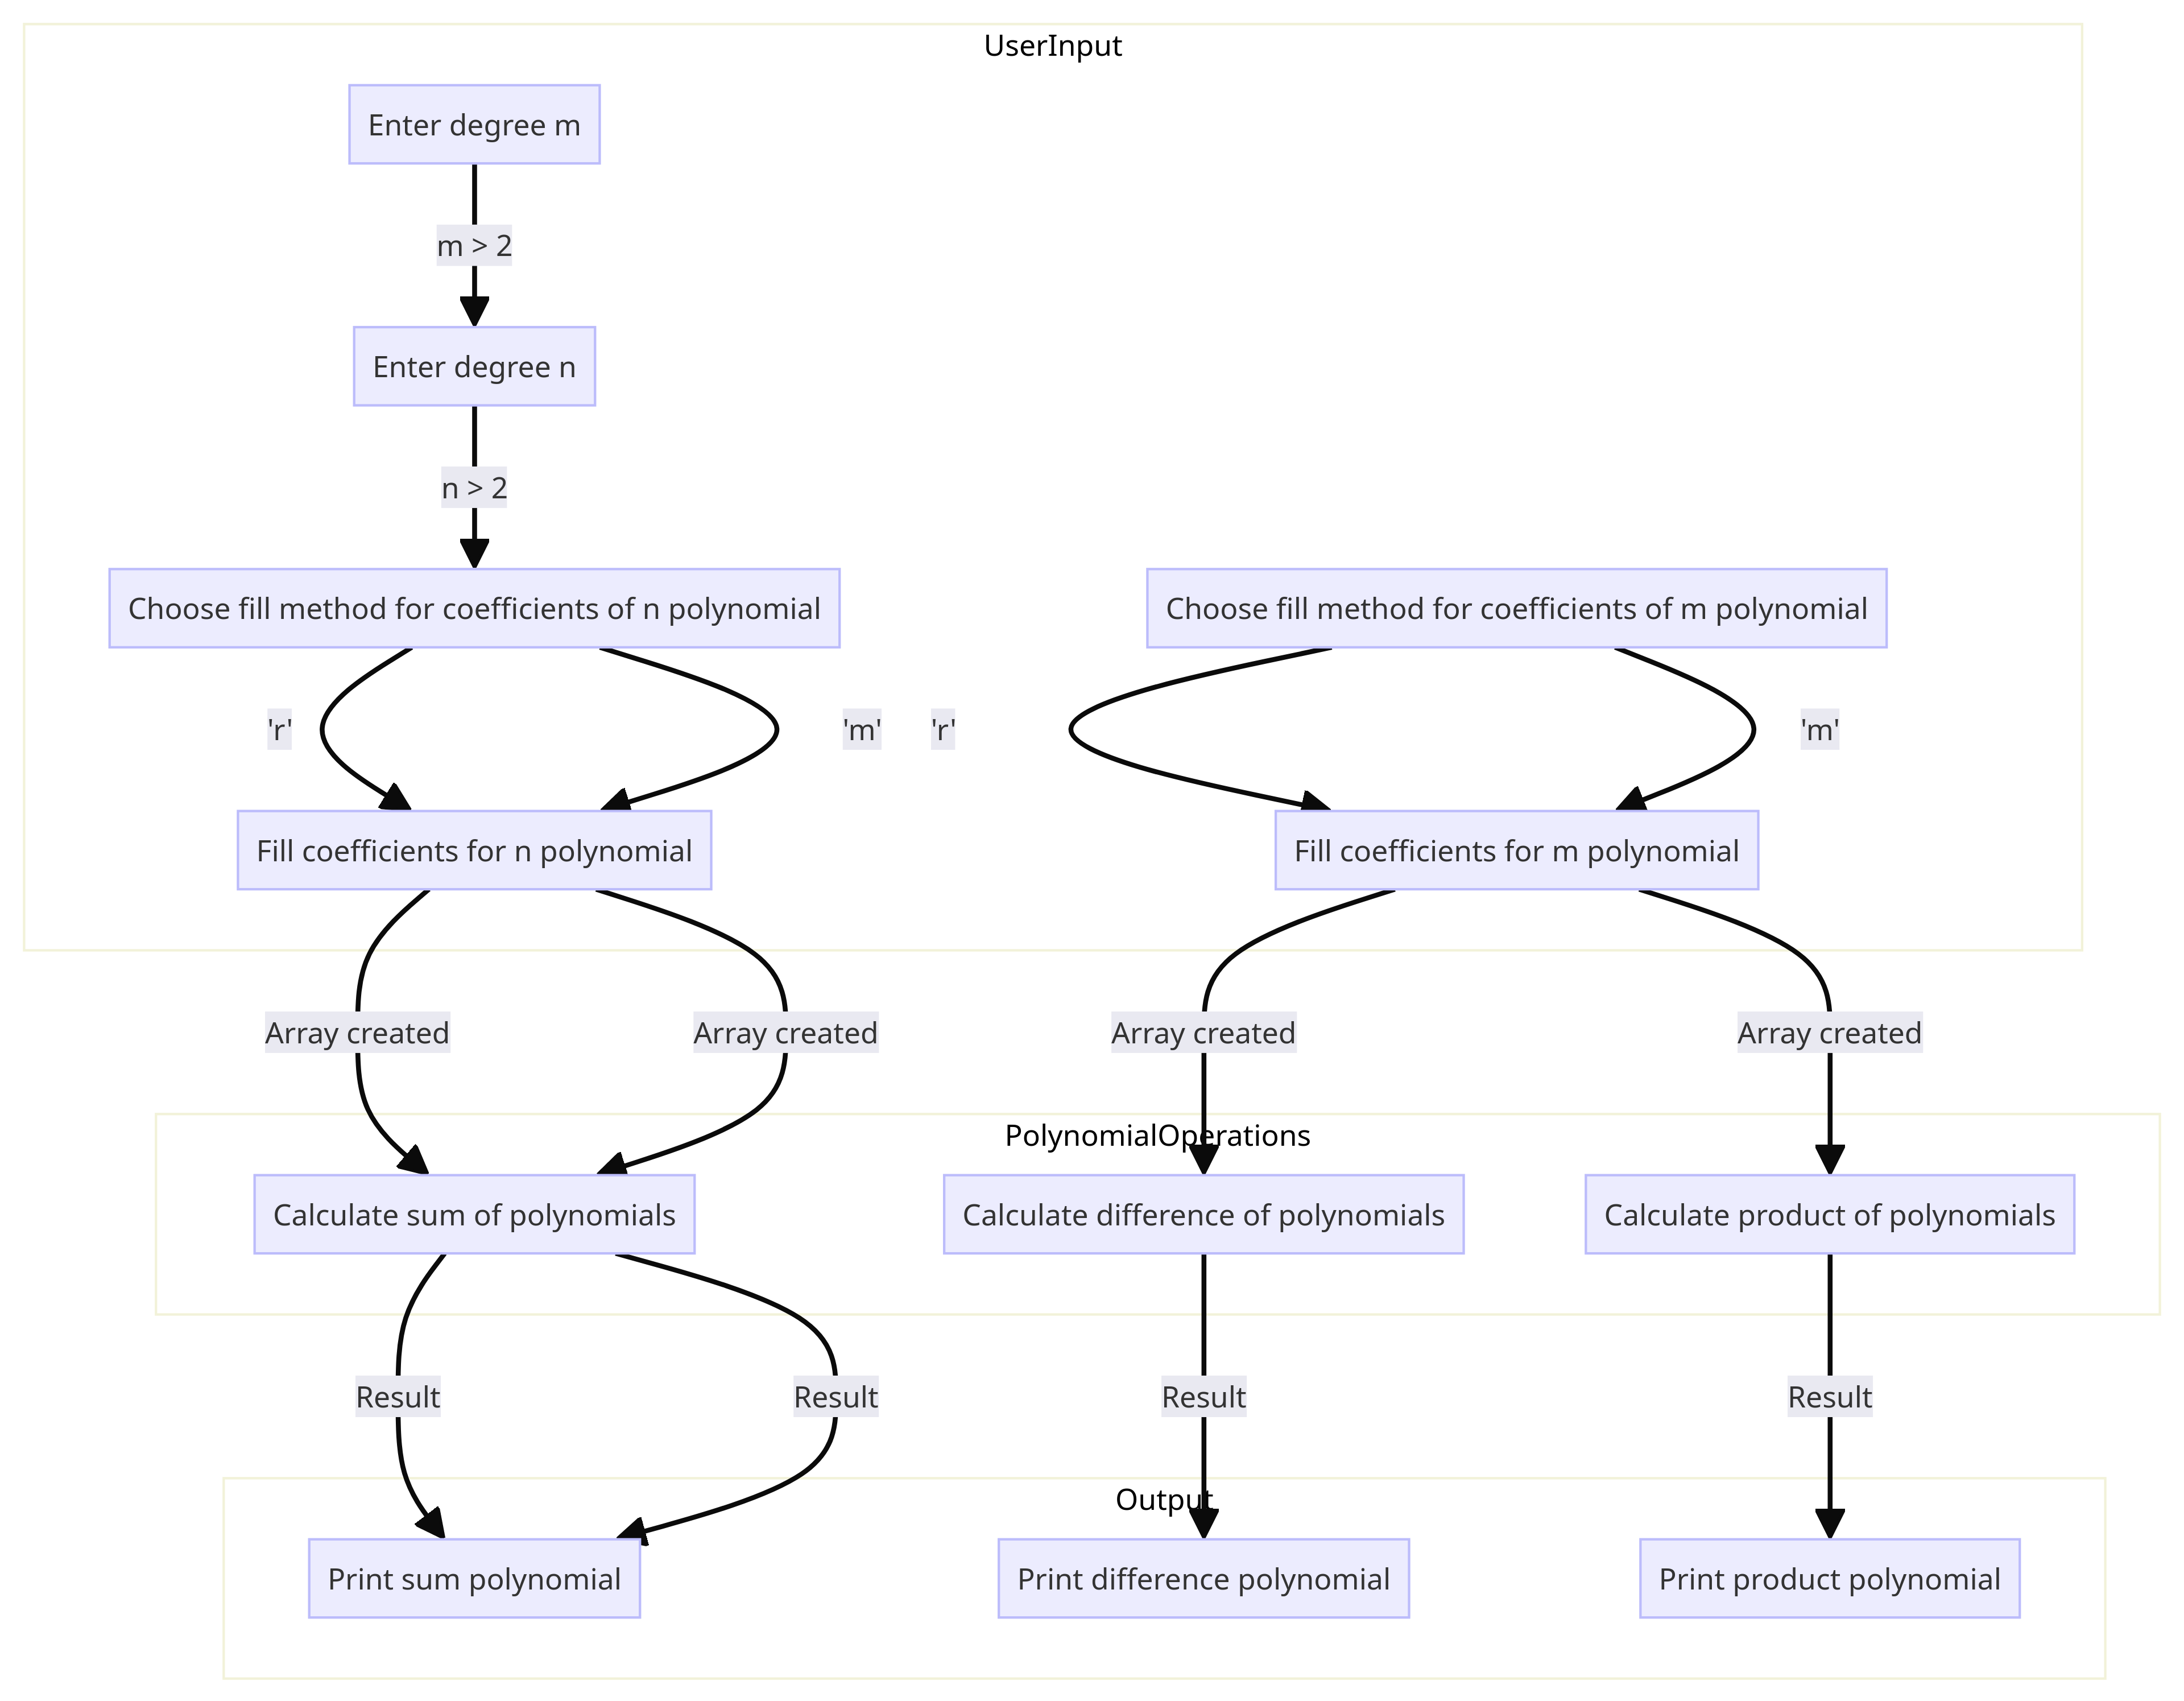 UserInput
Enter degree m
m > 2
Enter degree n
n > 2
Choose fill method for coefficients of n polynomial
Choose fill method for coefficients of m polynomial
'r'
'm'
'r'
'm'
Fill coefficients for n polynomial
Fill coefficients for m polynomial
Array created
Array created
Array created
Array created
PolynomialOperations
Calculate sum of polynomials
Calculate difference of polynomials
Calculate product of polynomials
Result
Result
Result
Result
Output
Print sum polynomial
Print difference polynomial
Print product polynomial